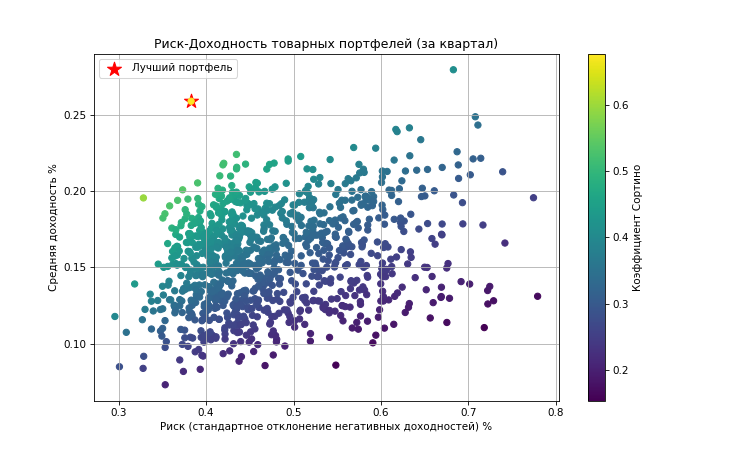 Риск-Доходность товарных портфелей (за квартал)
Лучший портфель
Средняя доходность %
0.25
0.20
0.15
0.10
0.3 0.4 0.5 0.6 0.7 0.8
Риск (стандартное отклонение негативных доходностей) %
0.6
0.5
0.4
0.3
0.2
Коэффициент Сортино